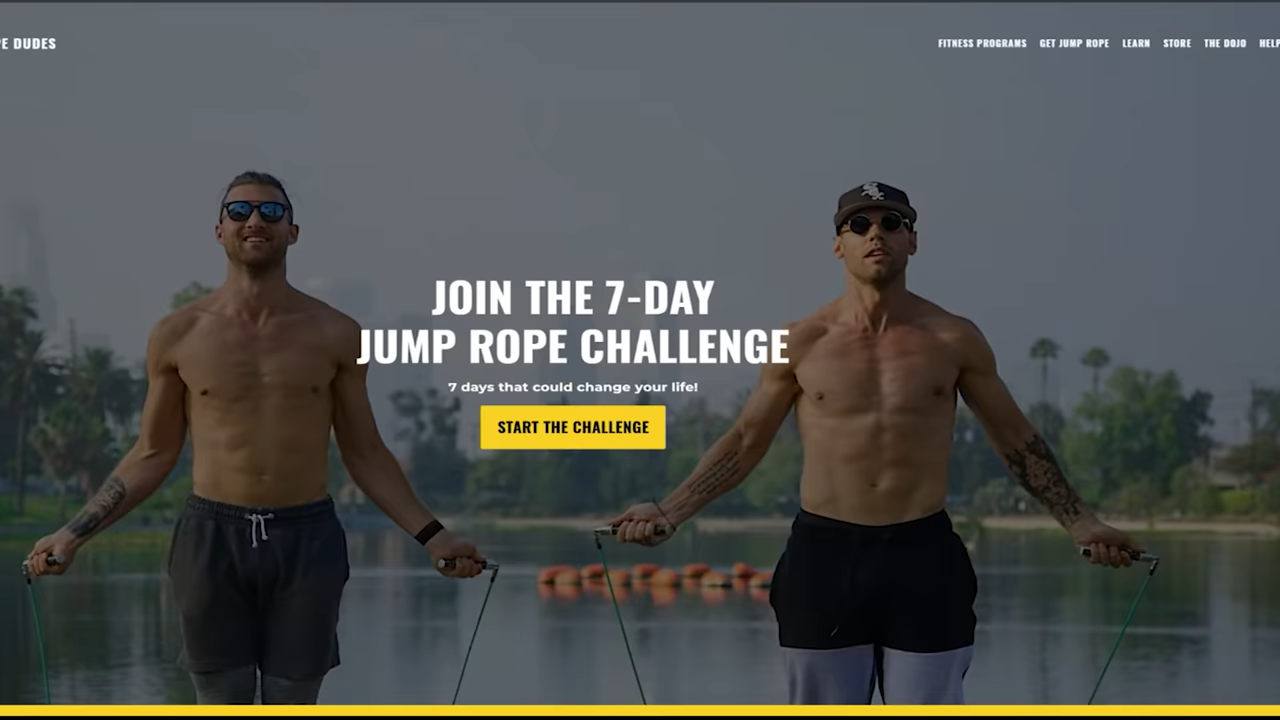 DUDES
FITNESS PROGRAMS GET JUMP ROPE LEARN STORE THE DOJO HELP
JOIN THE 7-DAY
JUMP ROPE CHALLENGE
7 days that could change your life!
START THE CHALLENGE